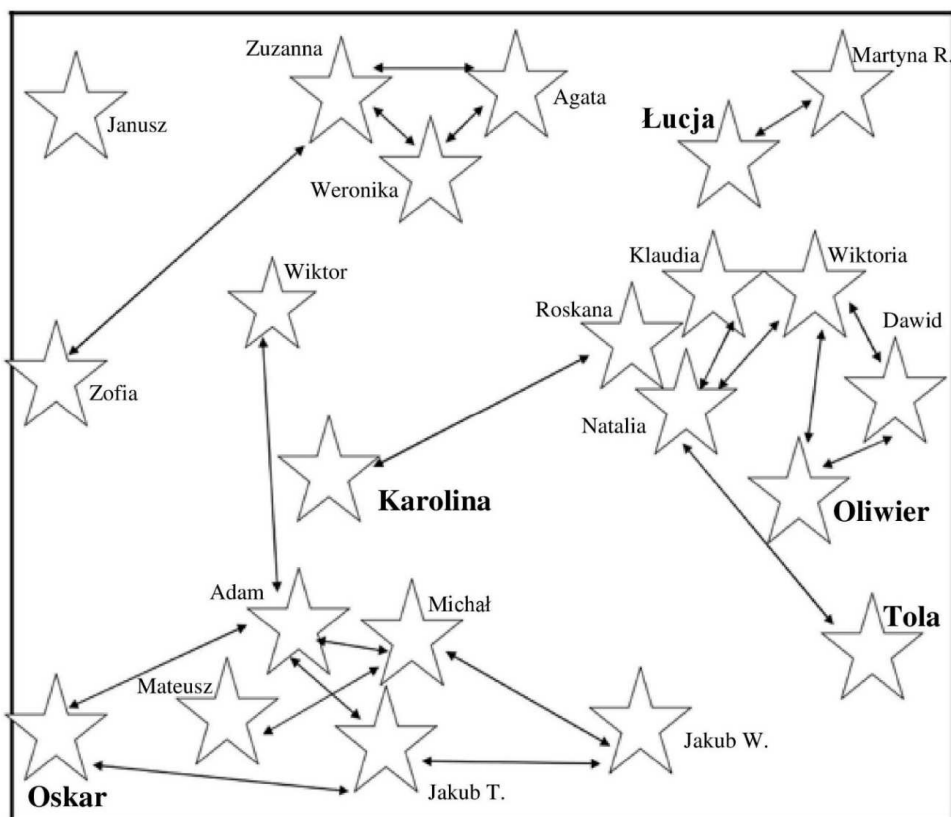 Zuzanna
Martyna R.
Agata
Janusz
Łucja
Weronika
Wiktor
Klaudia
Wiktoria
Roskana
Dawid
Zofia
Natalia
Karolina
Oliwier
Adam
Michał
Tola
Mateusz
Jakub W.
Oskar
Jakub T.